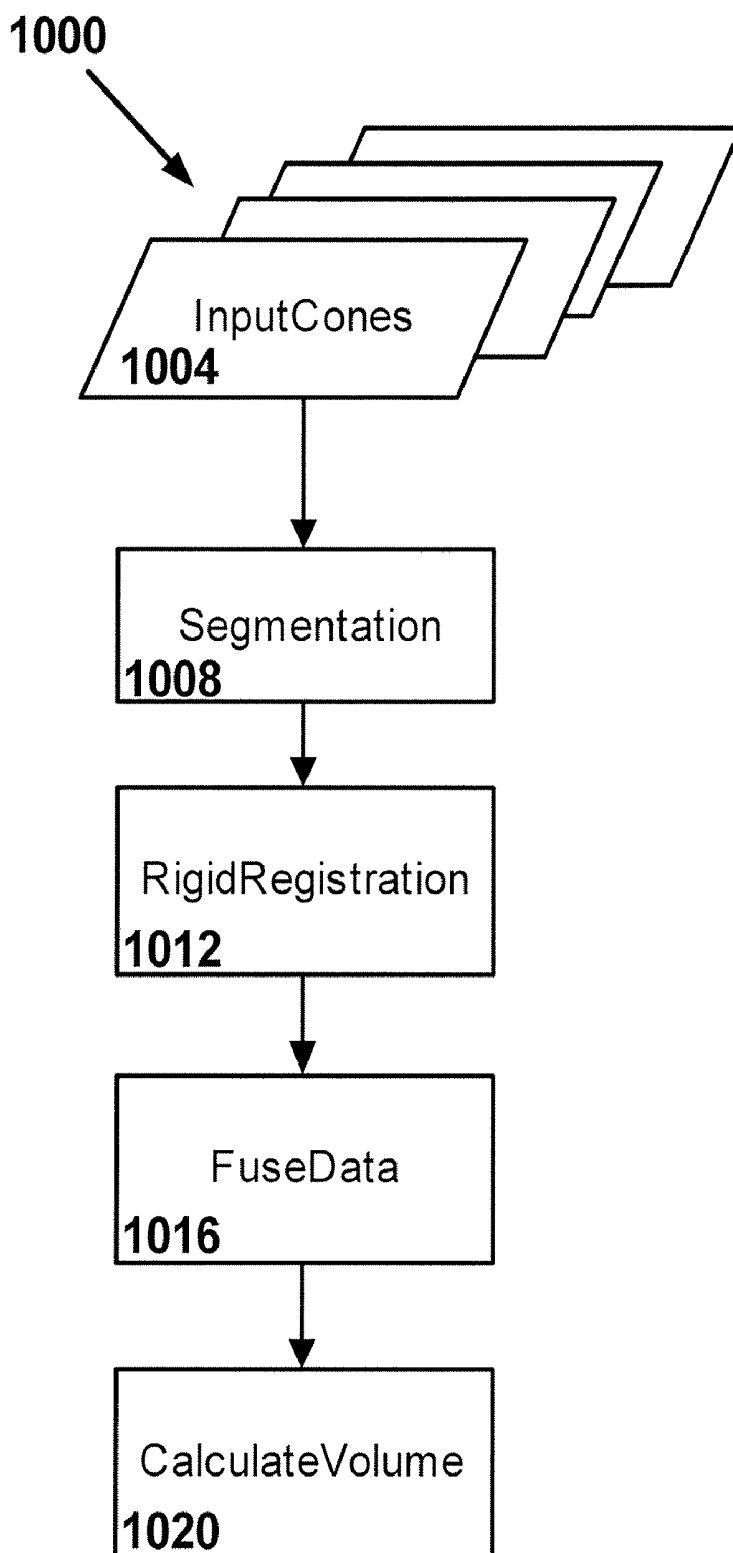 1000
InputCones
1004
Segmentation
1008
RigidRegistration
1012
FuseData
1016
CalculateVolume
1020